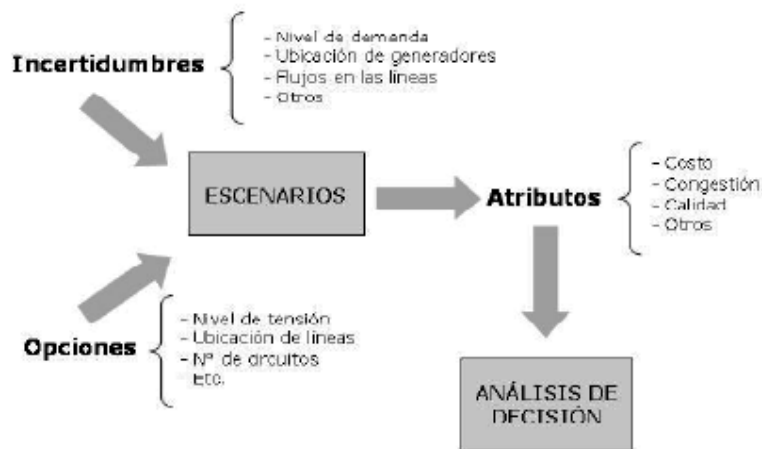 Incertidumbres
- Nivel de demanda
- Ubicación de generadores
- Flujos en las líneas
- Otros
ESCENARIOS
Atributos
- Costo
- Congestión
- Calidad
- Otros
Opciones
- Nivel de tensión
- Ubicación de líneas
- N° de circuitos
- Etc.
ANÁLISIS DE
DECISIÓN